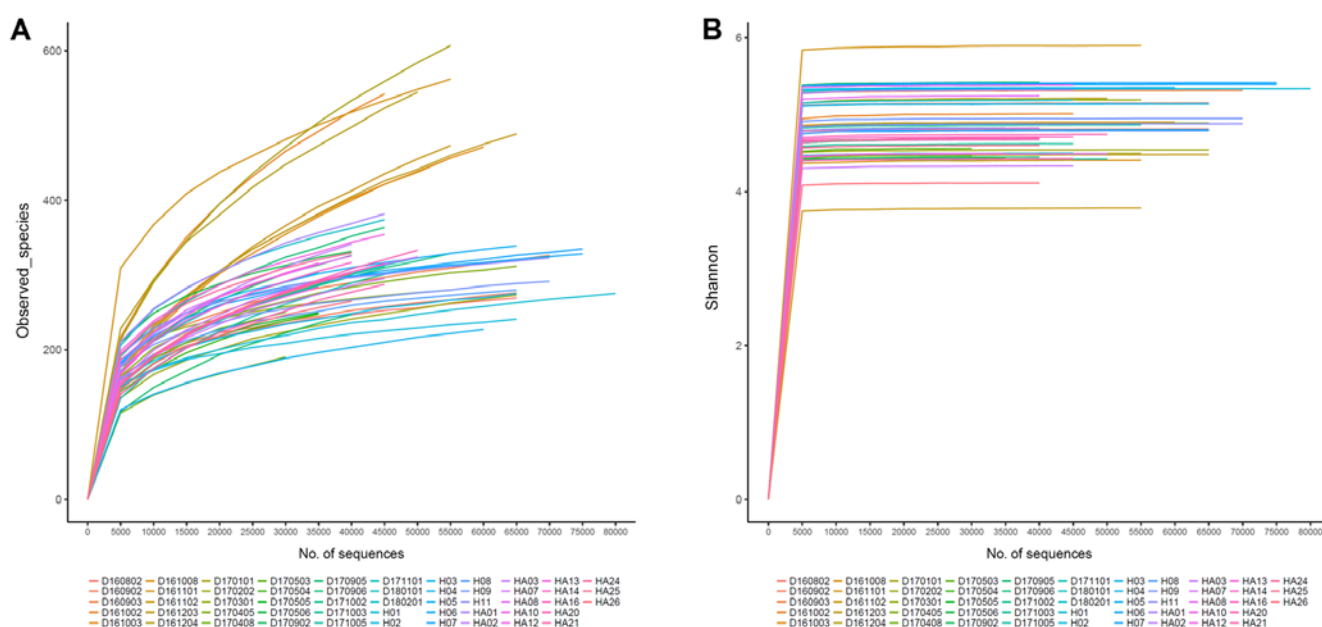 A
B
600
400
200
0
Observed_species
0 5000 10000 15000 20000 25000 30000 35000 40000 45000 50000 55000 60000 65000 70000 75000 80000
No. of sequences
D160802 D161008 D170101 D170503 D170905 D171101 H03 H08 HA03 HA13 HA24
D160902 D161101 D170202 D170504 D170906 D180101 H04 H09 HA07 HA14 HA25
D160903 D161102 D170301 D170505 D171002 D180201 H05 H11 HA08 HA16 HA26
D161002 D161203 D170405 D170506 D171003 H01 H06 HA01 HA10 HA20
D161003 D161204 D170408 D170902 D171005 H02 H07 HA02 HA12 HA21
6
4
2
0
Shannon
0 5000 10000 15000 20000 25000 30000 35000 40000 45000 50000 55000 60000 65000 70000 75000 80000
No. of sequences
D160802 D161008 D170101 D170503 D170905 D171101 H03 H08 HA03 HA13 HA24
D160902 D161101 D170202 D170504 D170906 D180101 H04 H09 HA07 HA14 HA25
D160903 D161102 D170301 D170505 D171002 D180201 H05 H11 HA08 HA16 HA26
D161002 D161203 D170405 D170506 D171003 H01 H06 HA01 HA10 HA20
D161003 D161204 D170408 D170902 D171005 H02 H07 HA02 HA12 HA21